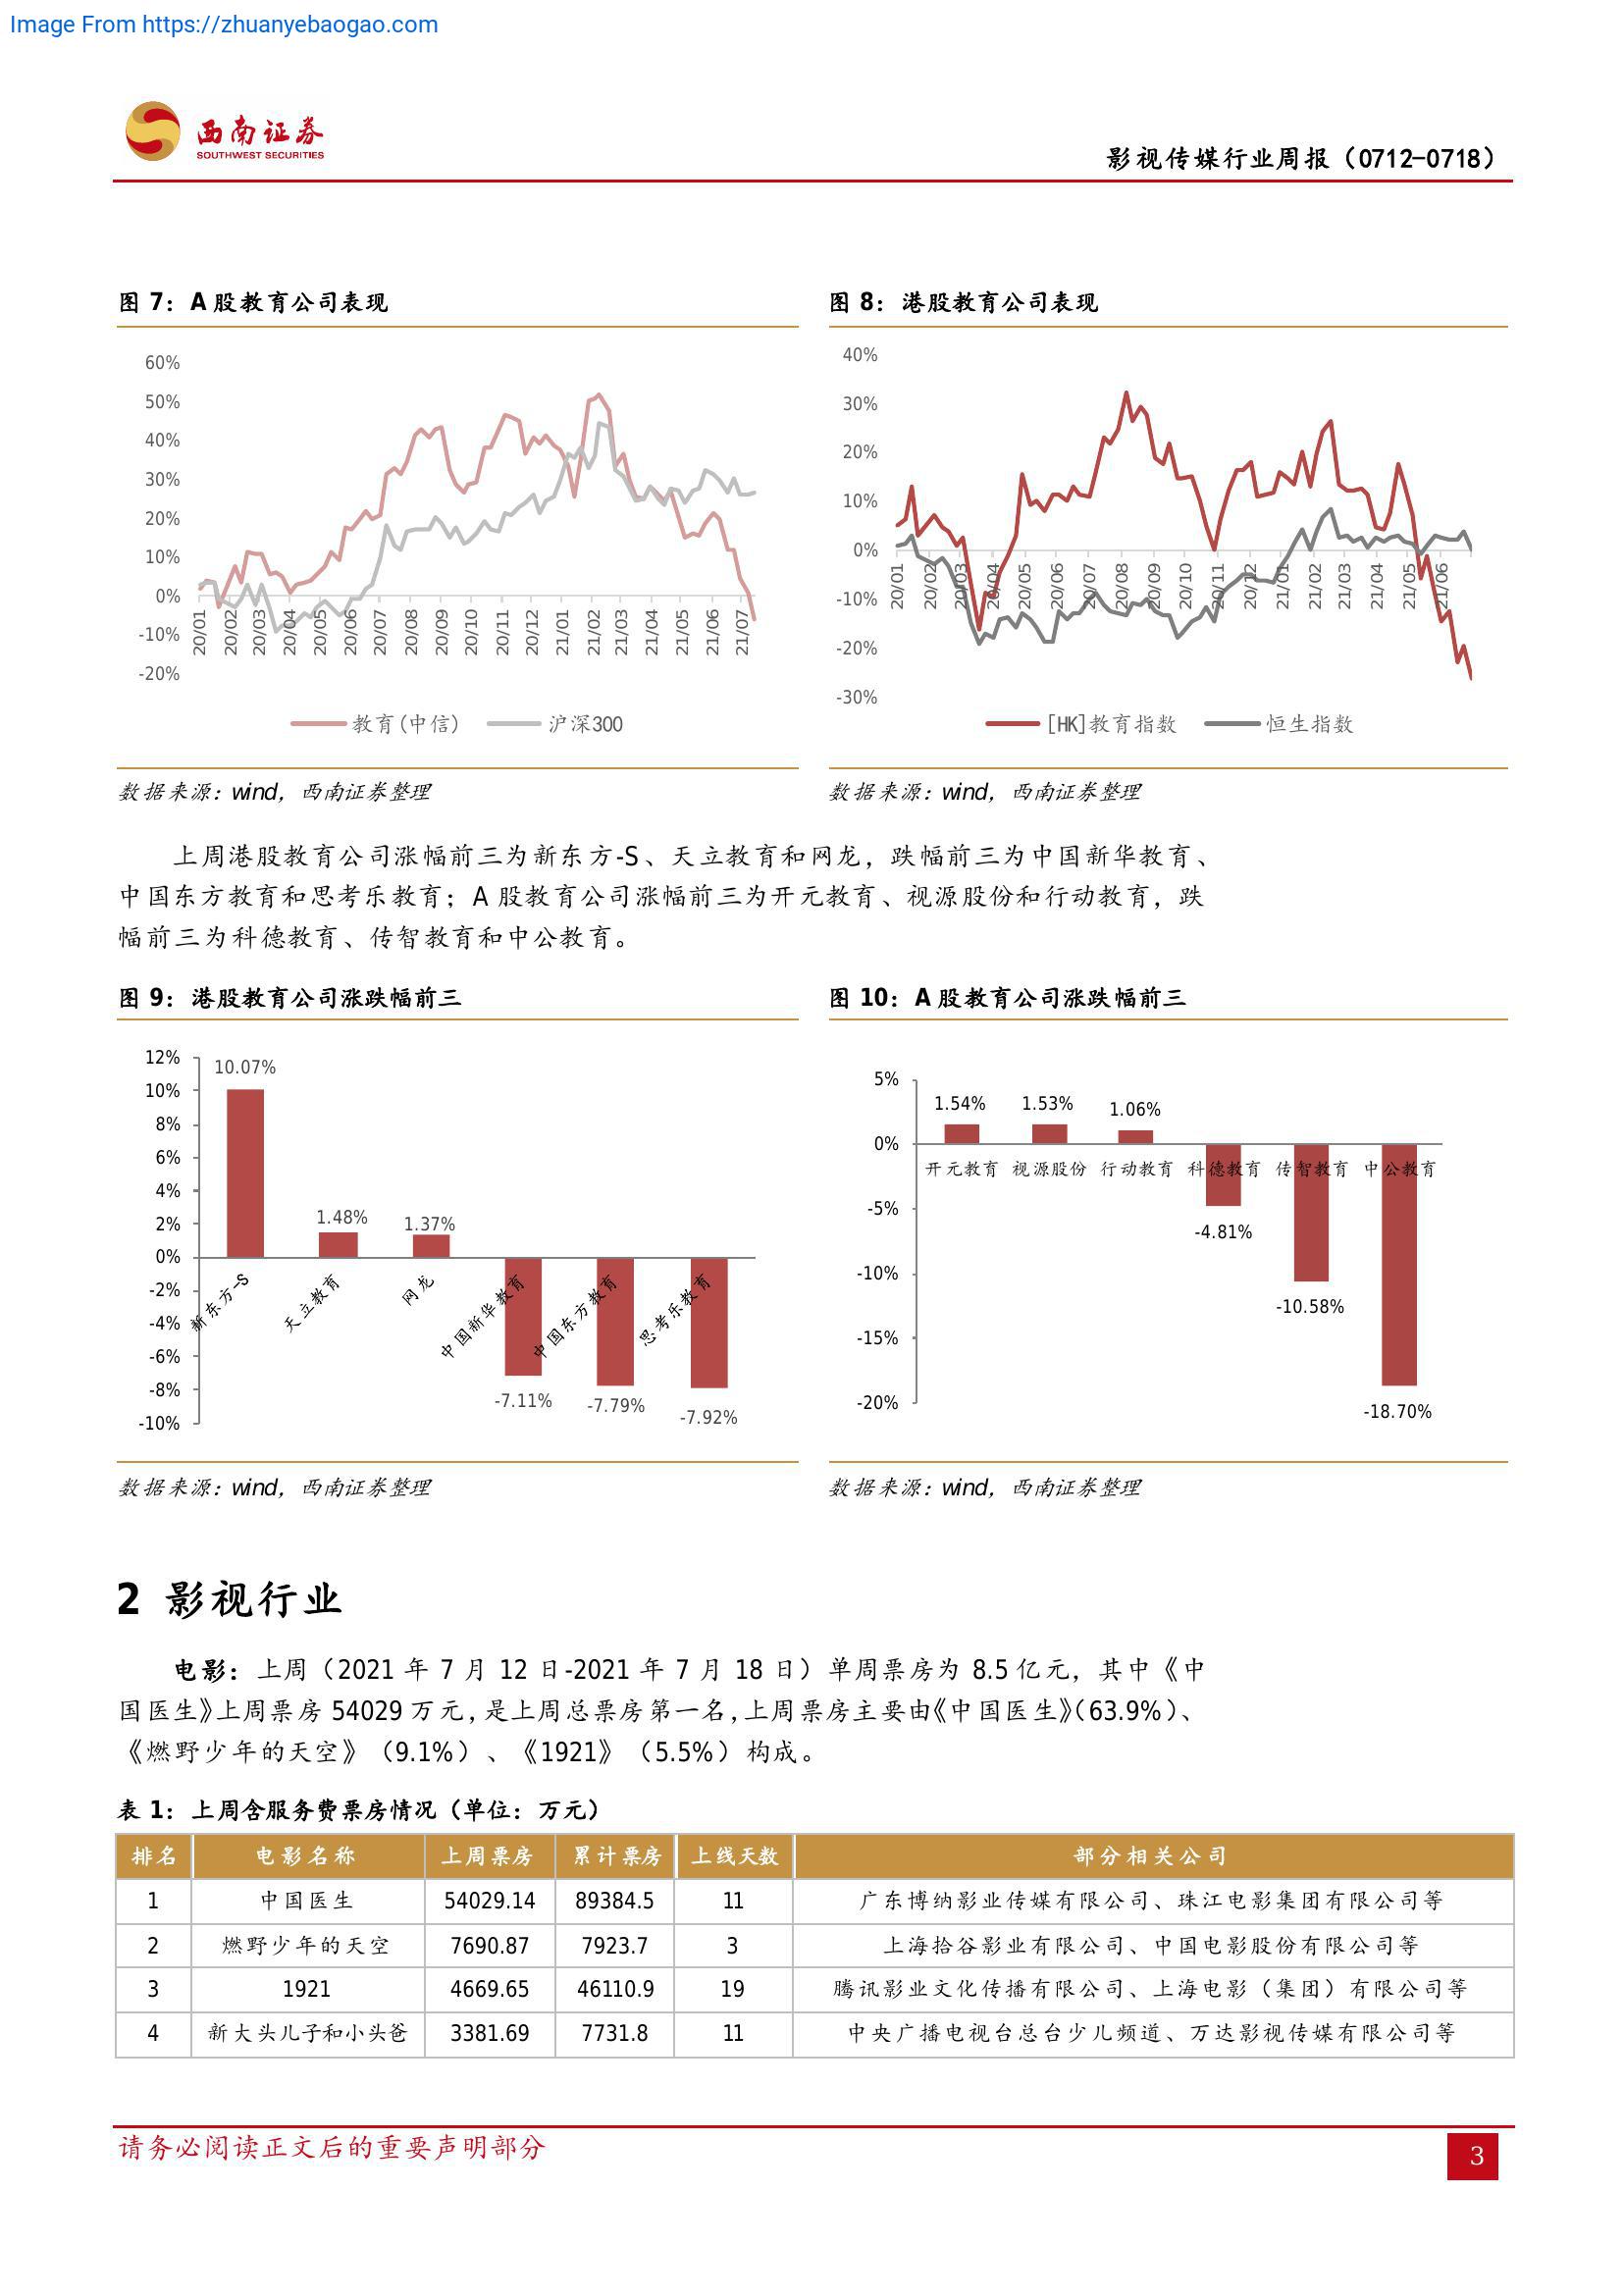 Image From https://zhuanyebaogao.com
西南证券
SOUTHWEST SECURITIES
影视传媒行业周报（0712-0718）
图 7：A 股教育公司表现
60%
50%
40%
30%
20%
10%
0%
-10%
-20%
20/01 20/02 20/03 20/04 20/05 20/06 20/07 20/08 20/09 20/10 20/11 20/12 21/01 21/02 21/03 21/04 21/05 21/06 21/07
教育(中信) 沪深300
数据来源：wind，西南证券整理
图 8：港股教育公司表现
40%
30%
20%
10%
0%
-10%
-20%
-30%
20/01 20/02 20/03 20/04 20/05 20/06 20/07 20/08 20/09 20/10 20/11 20/12 21/01 21/02 21/03 21/04 21/05 21/06
[HK]教育指数 恒生指数
数据来源：wind，西南证券整理
上周港股教育公司涨幅前三为新东方-S、天立教育和网龙，跌幅前三为中国新华教育、
中国东方教育和思考乐教育；A 股教育公司涨幅前三为开元教育、视源股份和行动教育，跌
幅前三为科德教育、传智教育和中公教育。
图 9：港股教育公司涨跌幅前三
12%
10%
8%
6%
4%
2%
0%
-2%
-4%
-6%
-8%
-10%
10.07% 1.48% 1.37% -7.11% -7.79% -7.92%
新东方-S 天立教育 网龙 中国新华教育 中国东方教育 思考乐教育
数据来源：wind，西南证券整理
图 10：A 股教育公司涨跌幅前三
5%
0%
-5%
-10%
-15%
-20%
1.54% 1.53% 1.06% -4.81% -10.58% -18.70%
开元教育 视源股份 行动教育 科德教育 传智教育 中公教育
数据来源：wind，西南证券整理
2 影视行业
电影：上周（2021 年 7 月 12 日-2021 年 7 月 18 日）单周票房为 8.5 亿元，其中《中
国医生》上周票房 54029 万元，是上周总票房第一名，上周票房主要由《中国医生》（63.9%）、
《燃野少年的天空》（9.1%）、《1921》（5.5%）构成。
表 1：上周含服务费票房情况（单位：万元）
排名 电影名称 上周票房 累计票房 上线天数 部分相关公司
1 中国医生 54029.14 89384.5 11 广东博纳影业传媒有限公司、珠江电影集团有限公司等
2 燃野少年的天空 7690.87 7923.7 3 上海拾谷影业有限公司、中国电影股份有限公司等
3 1921 4669.65 46110.9 19 腾讯影业文化传播有限公司、上海电影（集团）有限公司等
4 新大头儿子和小头爸 3381.69 7731.8 11 中央广播电视台总台少儿频道、万达影视传媒有限公司等
请务必阅读正文后的重要声明部分
3